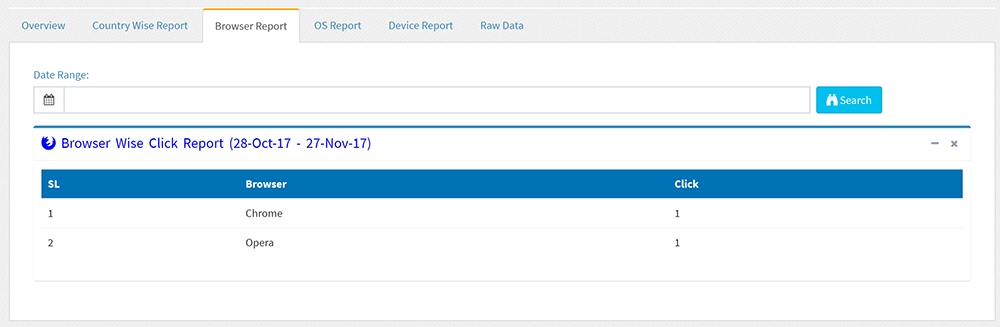 Overview Country Wise Report Browser Report OS Report Device Report Raw Data
Date Range:
Search
Browser Wise Click Report (28-Oct-17 - 27-Nov-17)
SL Browser Click
1 Chrome 1
2 Opera 1